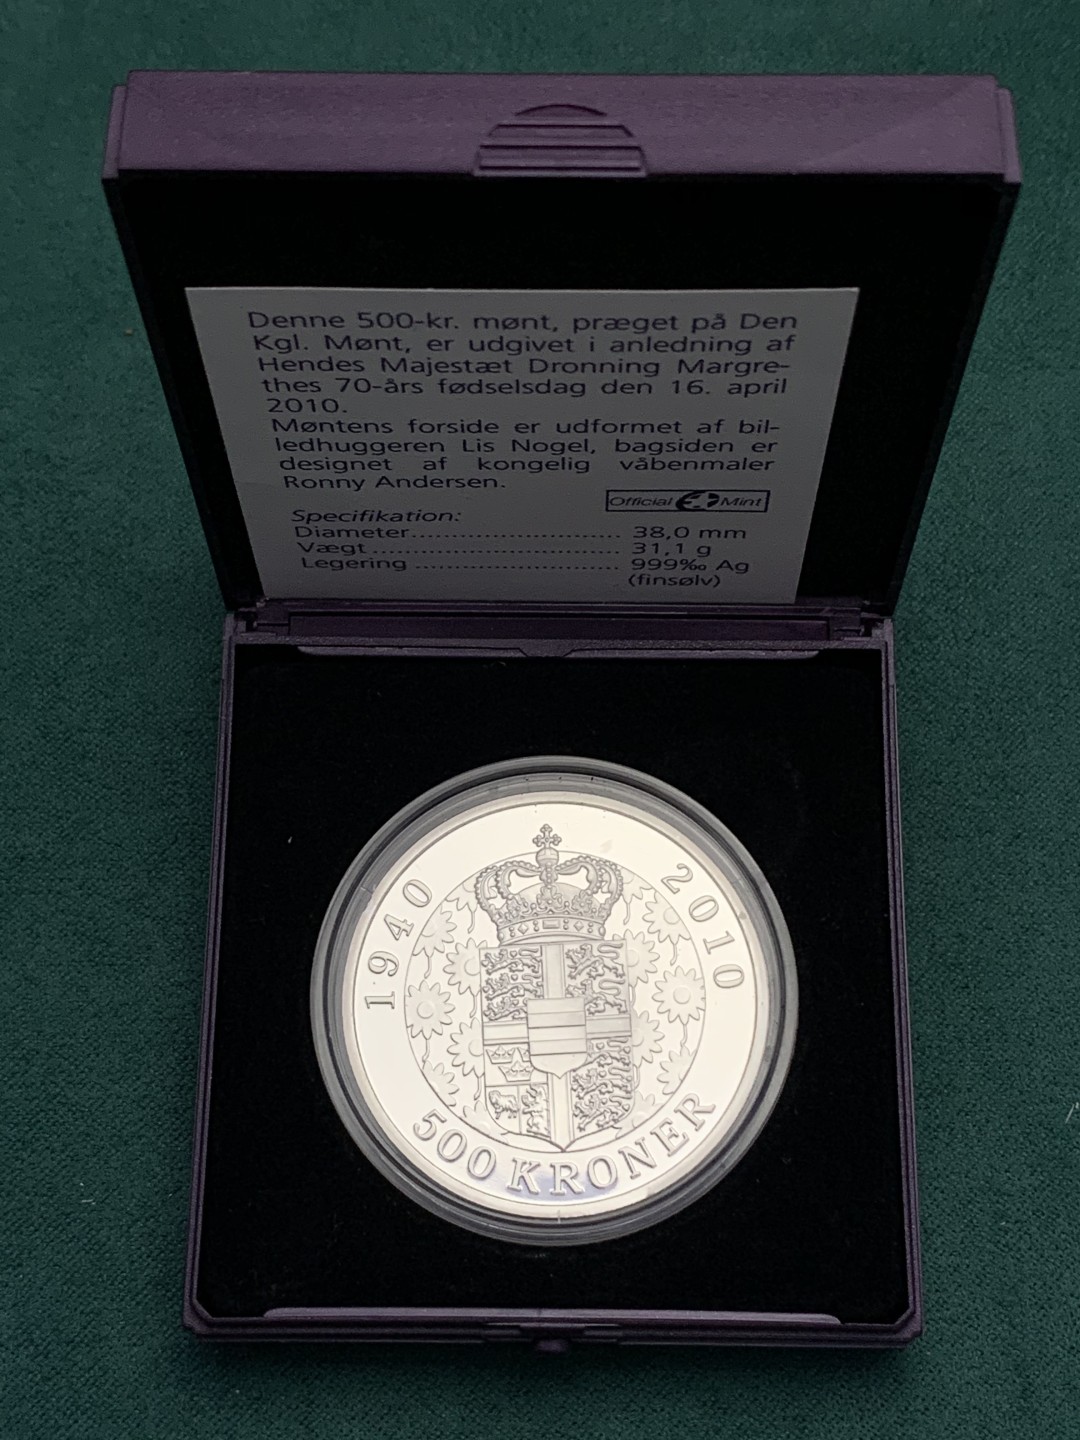 Denne 500-kr. mønt, præget på Den
Kgl. Mønt, er udgivet i anledning af
Hendes Majestæt Dronning Margre-
thes 70-års fødselsdag den 16. april
2010.
Møntens forside er udformet af bil-
ledhuggeren Lis Nogel, bagsiden er
designet af kongelig våbenmaler
Ronny Andersen.
Official Mint
Specifikation:
Diameter.......................... 38,0 mm
Vægt............................... 31,1 g
Legering .......................... 999‰ Ag
(finsølv)
1940 2010
500 KRONER